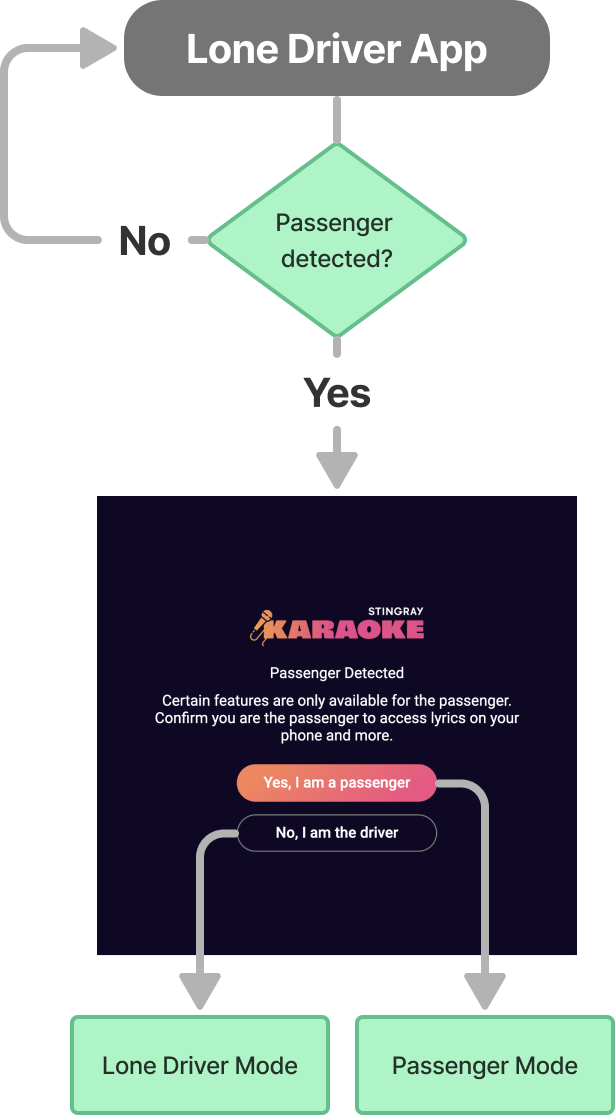 Lone Driver App
Passenger
detected?
No
Yes
STINGRAY
KARAOKE
Passenger Detected
Certain features are only available for the passenger.
Confirm you are the passenger to access lyrics on your
phone and more.
Yes, I am a passenger
No, I am the driver
Lone Driver Mode
Passenger Mode